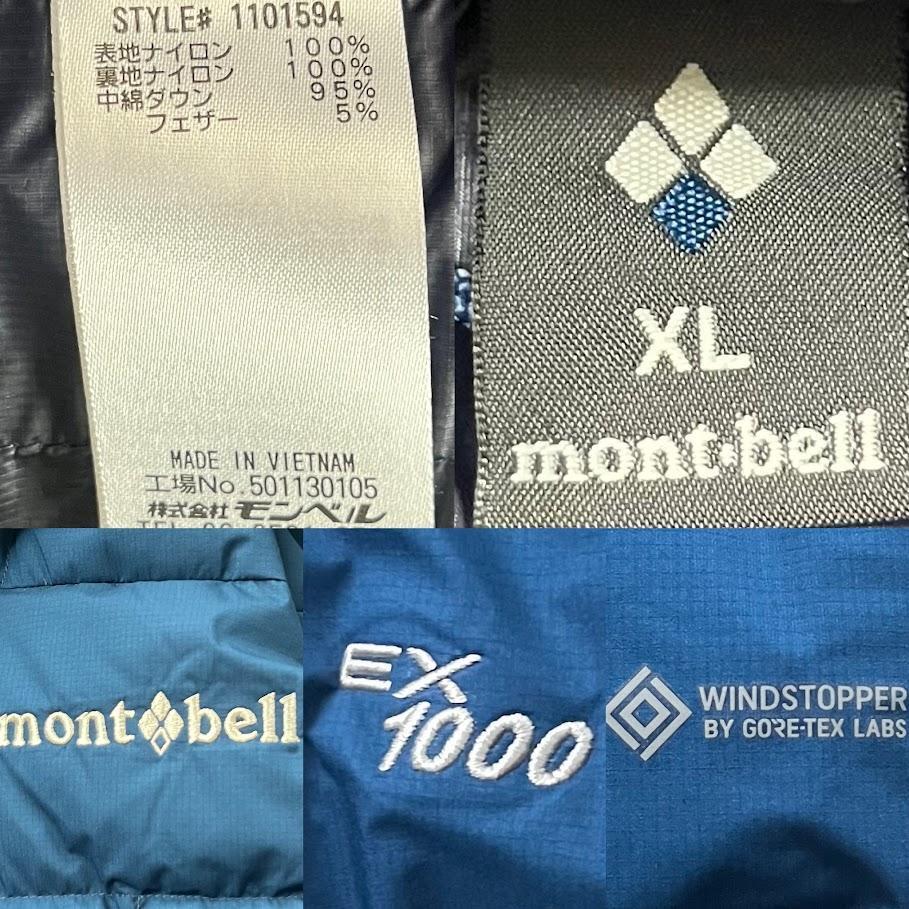 STYLE# 1101594
表地ナイロン 100%
裏地ナイロン 100%
中綿ダウン 95%
フェザー 5%
MADE IN VIETNAM
工場No 501130105
株式会社モンベル
XL
mont-bell
mont bell
EX
1000
WINDSTOPPER
BY GORE-TEX LABS